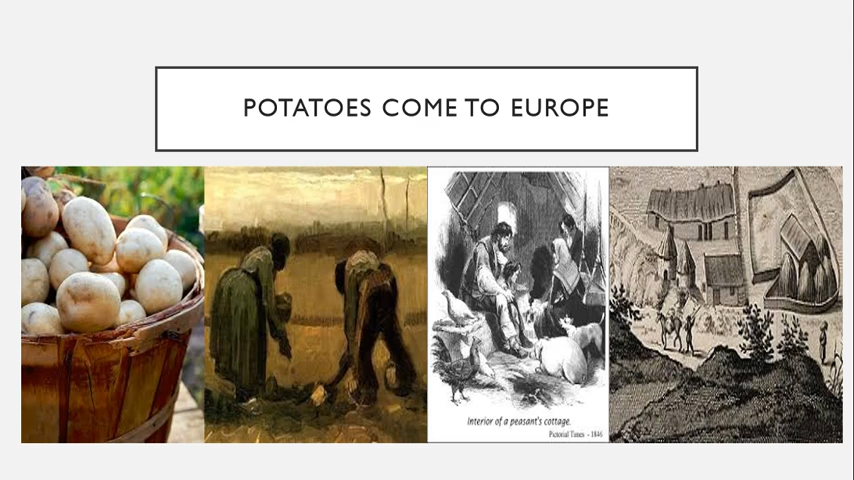 POTATOES COME TO EUROPE
Interior of a peasant's cottage.
Pictorial Times - 1846